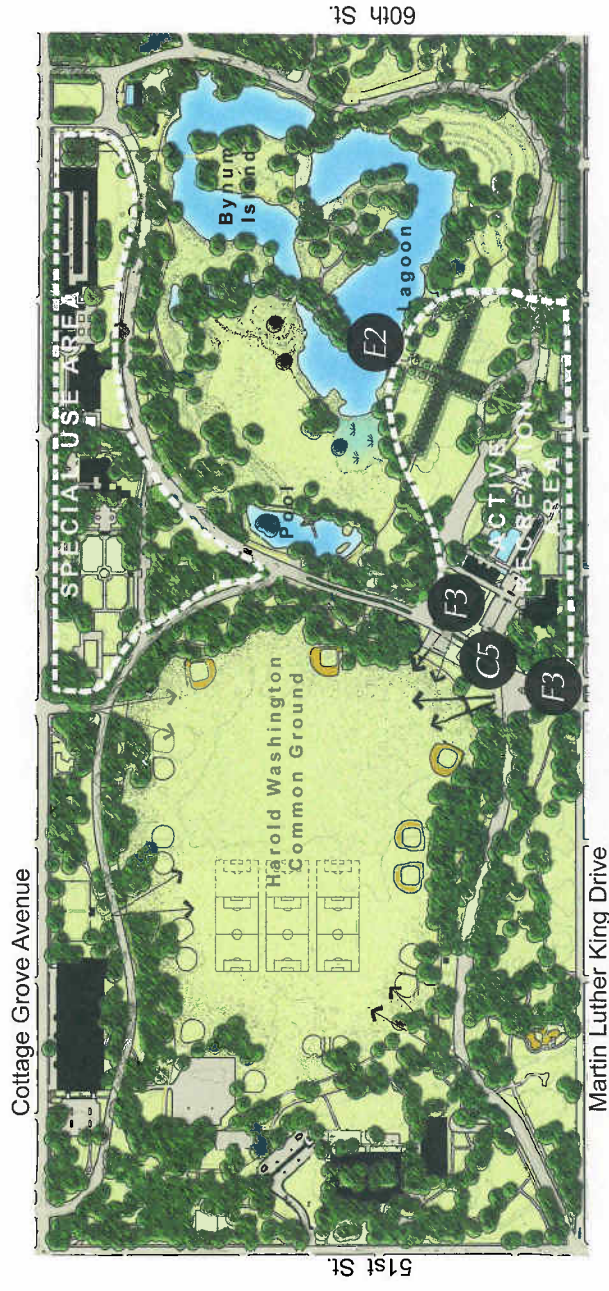 60th St.
SPECIAL USE AREA
Bynum
Island
Lagoon
E2
Pool
ACTIVE
RECREATION
AREA
F3
C5
F3
Harold Washington
Common Ground
Cottage Grove Avenue
Martin Luther King Drive
51st St.